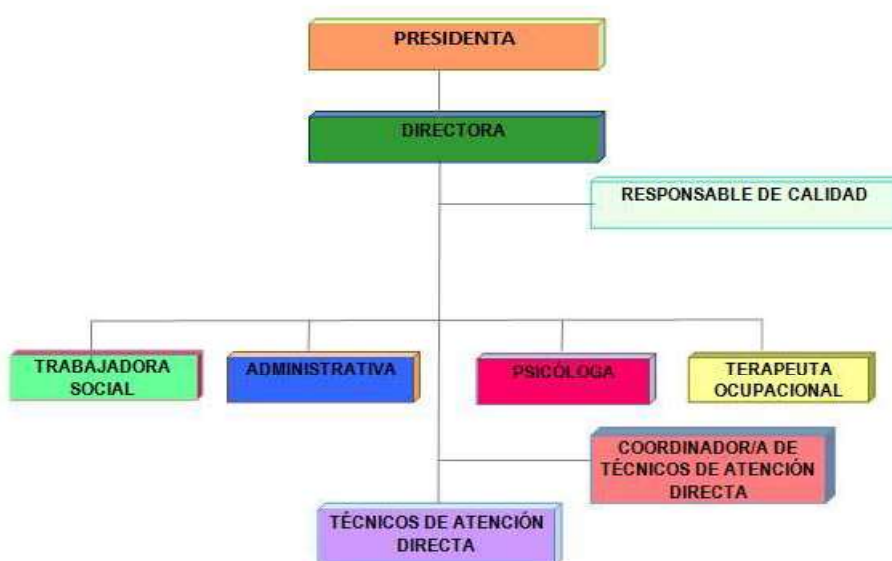 PRESIDENTA
DIRECTORA
RESPONSABLE DE CALIDAD
TRABAJADORA
SOCIAL
ADMINISTRATIVA
PSICÓLOGA
TERAPEUTA
OCUPACIONAL
COORDINADOR/A DE
TÉCNICOS DE ATENCIÓN
DIRECTA
TÉCNICOS DE ATENCIÓN
DIRECTA